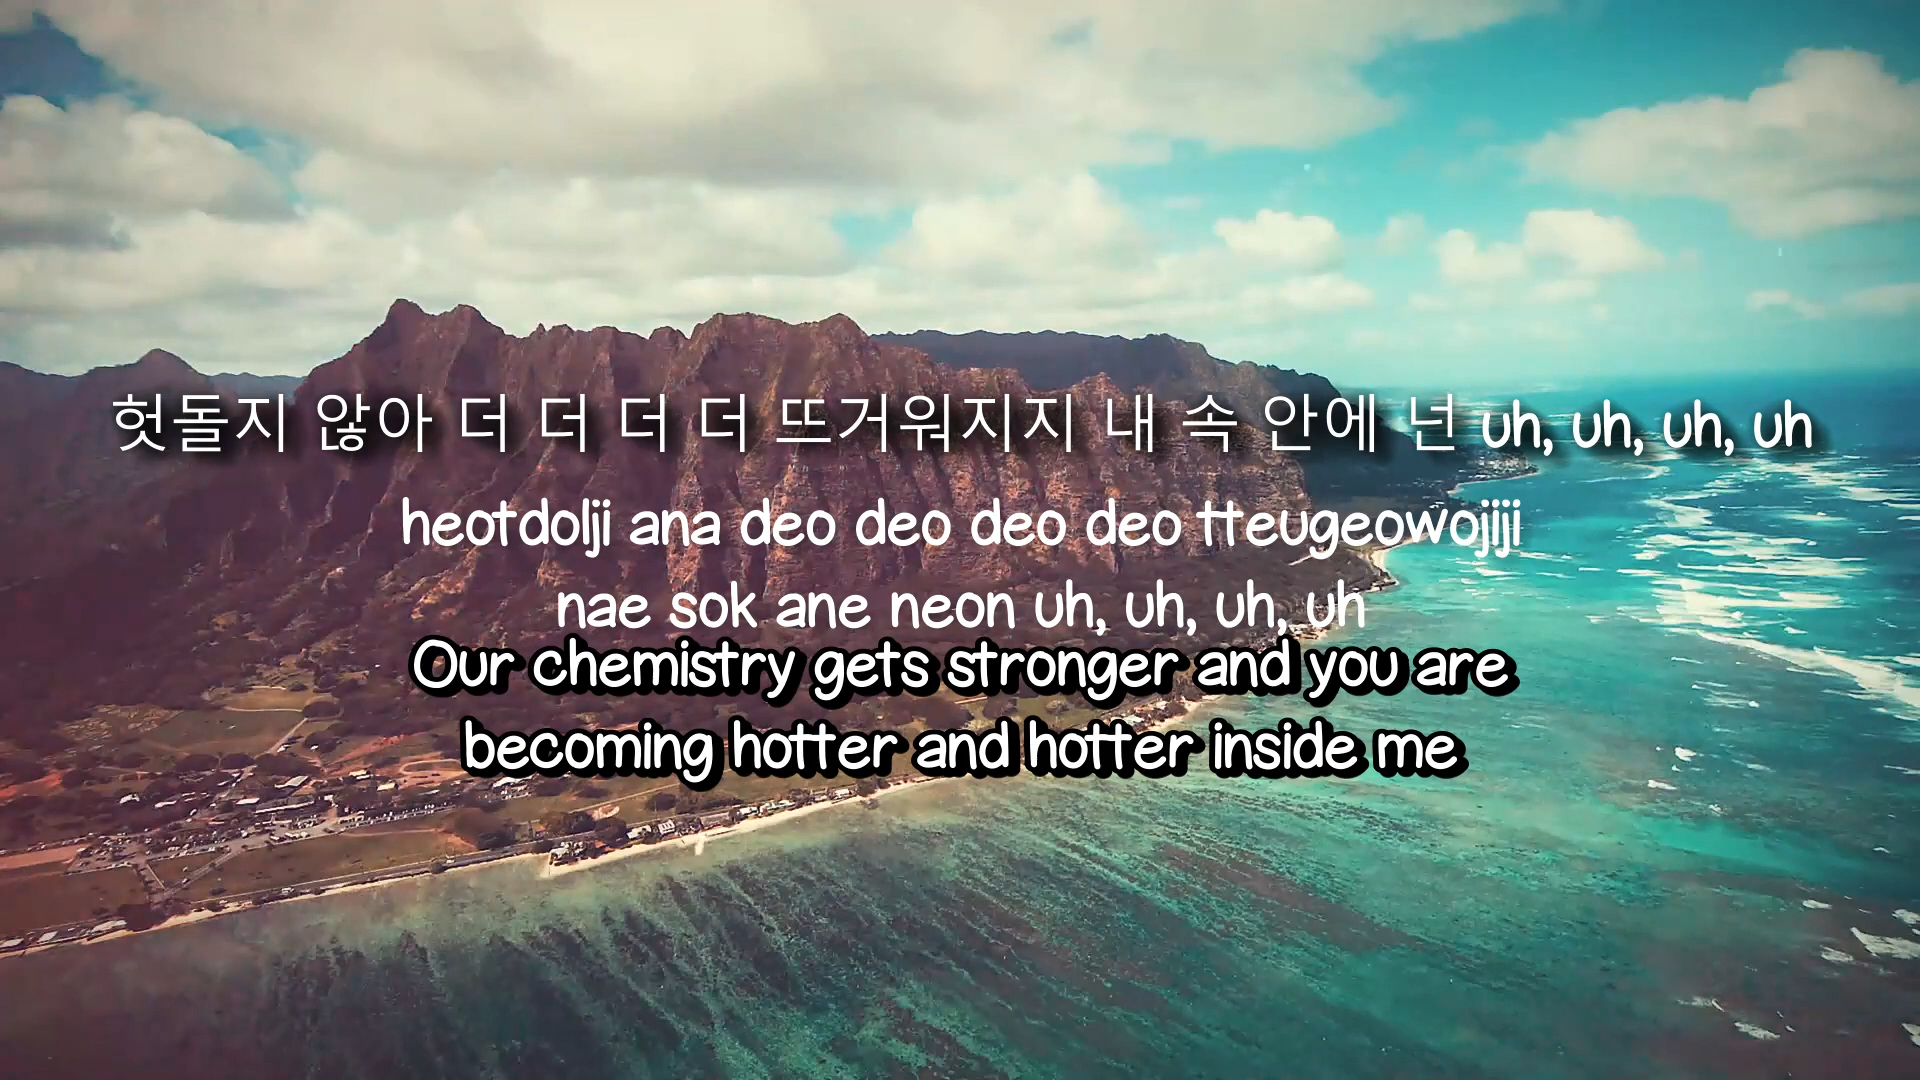 헛돌지 않아 더 더 더 더 뜨거워지지 내 속 안에 넌 uh, uh, uh, uh
heotdolji ana deo deo deo deo tteugeowojiji
nae sok ane neon uh, uh, uh, uh
Our chemistry gets stronger and you are
becoming hotter and hotter inside me